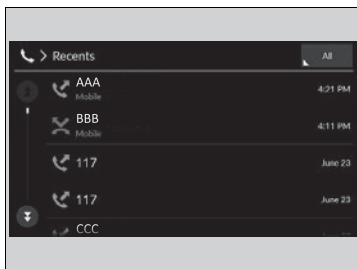 Recents
All
AAA
4:21 PM
Mobile
BBB
4:11 PM
Mobile
117
June 23
117
June 23
CCC